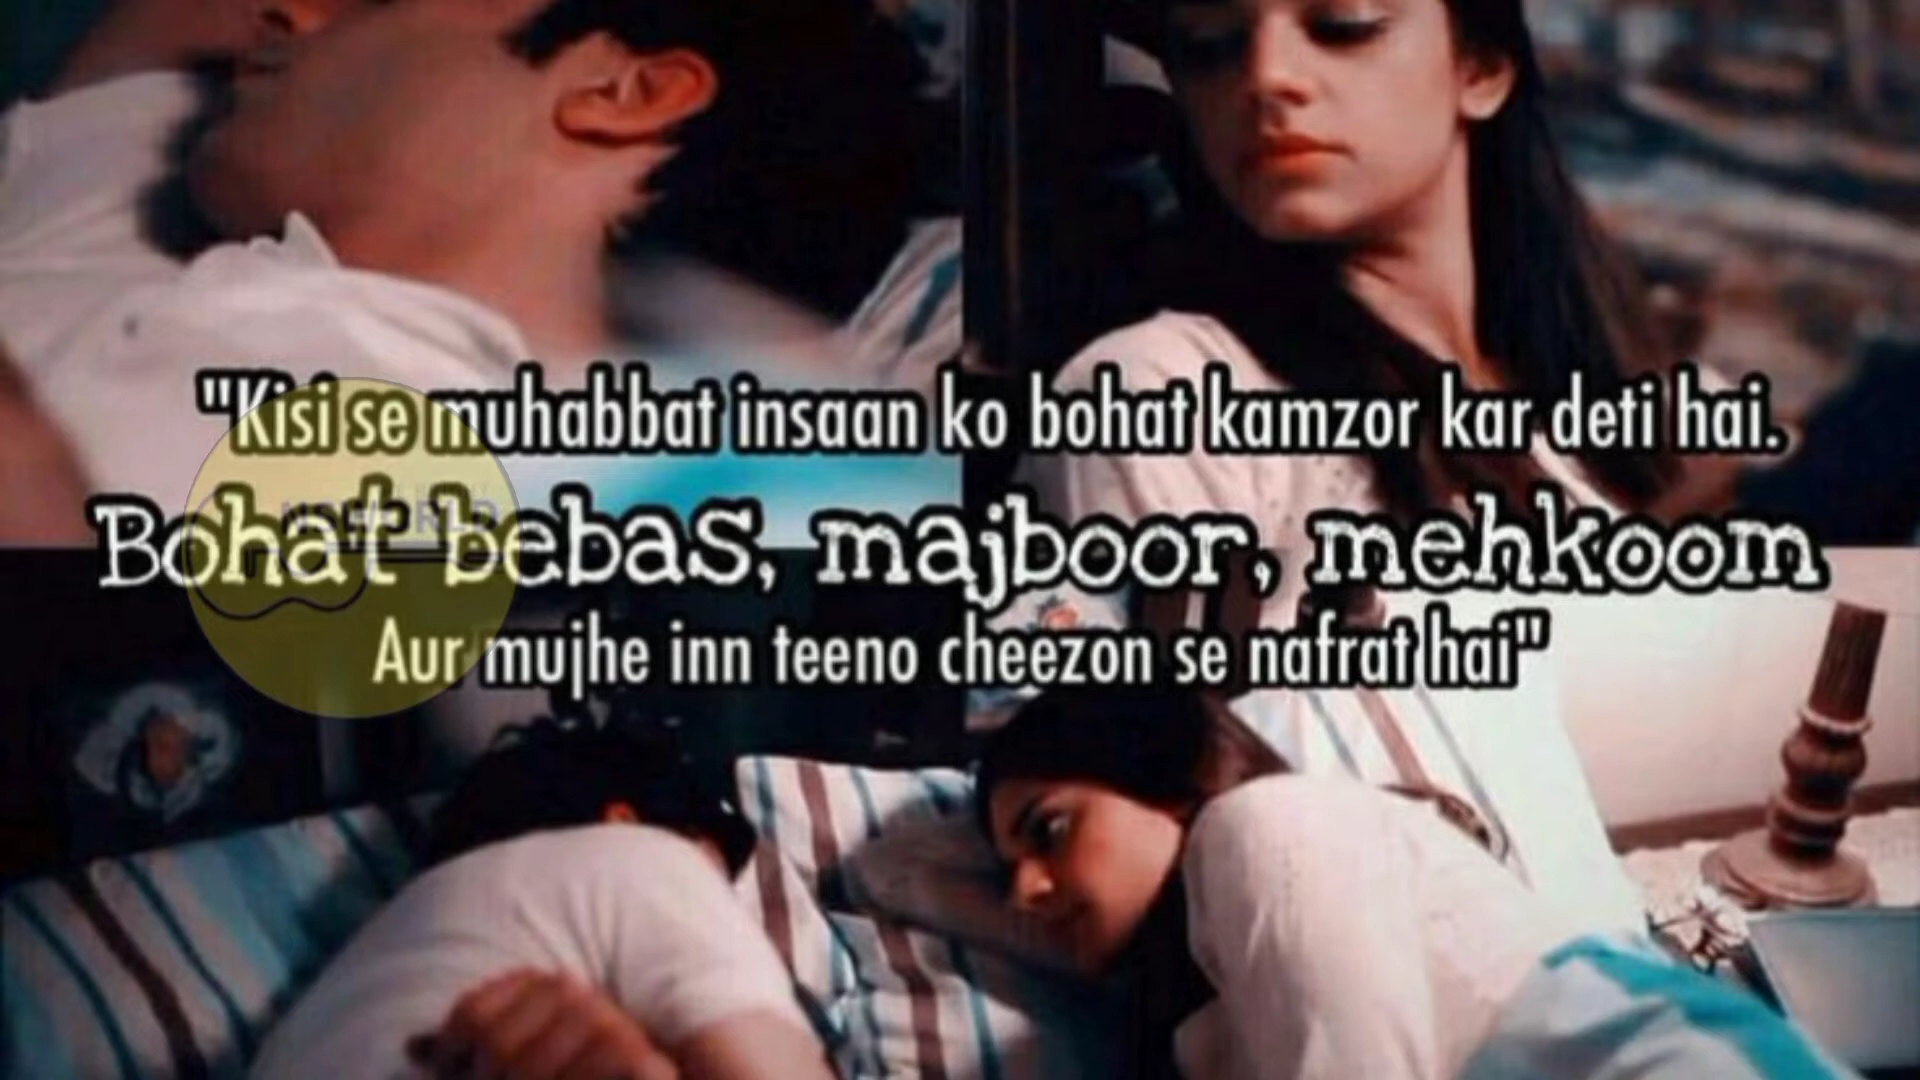 "Kisi se muhabbat insaan ko bohat kamzor kar deti hai.
Bohat bebas, majboor, mehkoom
Aur mujhe inn teeno cheezon se nafrat hai"